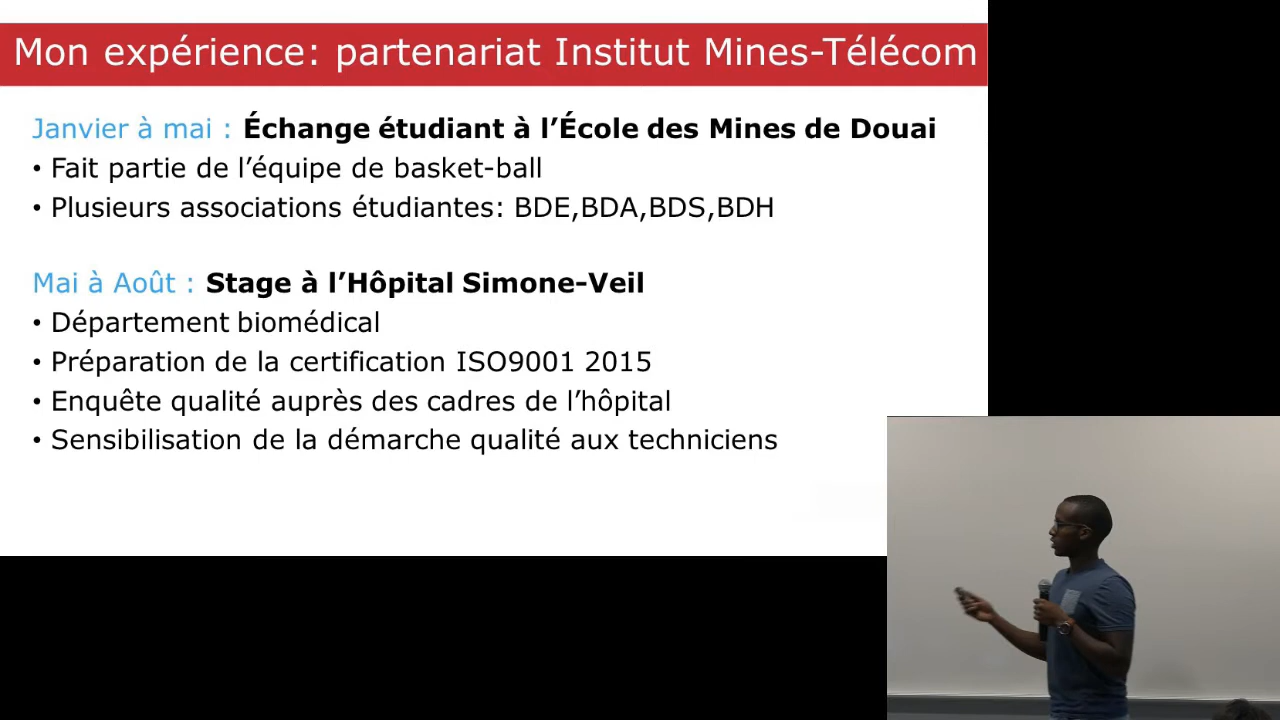 Mon expérience: partenariat Institut Mines-Télécom
Janvier à mai : Échange étudiant à l’École des Mines de Douai
• Fait partie de l’équipe de basket-ball
• Plusieurs associations étudiantes: BDE,BDA,BDS,BDH
Mai à Août : Stage à l’Hôpital Simone-Veil
• Département biomédical
• Préparation de la certification ISO9001 2015
• Enquête qualité auprès des cadres de l’hôpital
• Sensibilisation de la démarche qualité aux techniciens